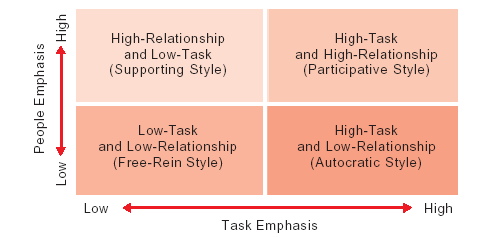 High
People Emphasis
Low
High-Relationship
and Low-Task
(Supporting Style)
High-Task
and High-Relationship
(Participative Style)
Low-Task
and Low-Relationship
(Free-Rein Style)
High-Task
and Low-Relationship
(Autocratic Style)
Low
High
Task Emphasis